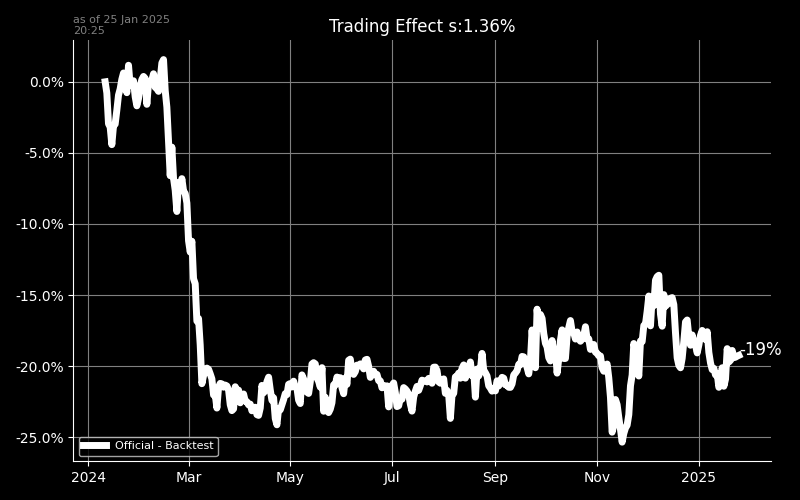 as of 25 Jan 2025
20:25
Trading Effect s:1.36%
0.0%
-5.0%
-10.0%
-15.0%
-19%
-20.0%
-25.0%
Official - Backtest
2024 Mar May Jul Sep Nov 2025